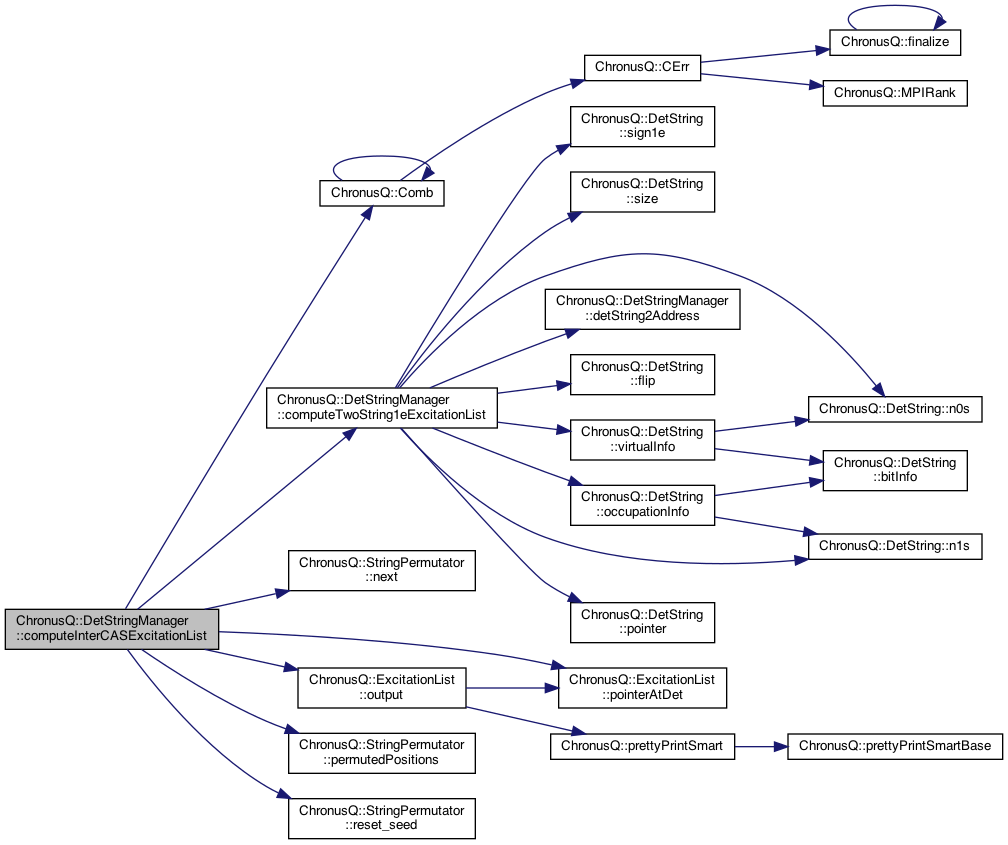 ChronusQ::finalize
ChronusQ::CErr
ChronusQ::MPIRank
ChronusQ::DetString
::sign1e
ChronusQ::Comb
ChronusQ::DetString
::size
ChronusQ::DetStringManager
::detString2Address
ChronusQ::DetString
::flip
ChronusQ::DetStringManager
::computeTwoString1eExcitationList
ChronusQ::DetString::n0s
ChronusQ::DetString
::virtualInfo
ChronusQ::DetString
::bitInfo
ChronusQ::DetString
::occupationInfo
ChronusQ::DetString::n1s
ChronusQ::StringPermutator
::next
ChronusQ::DetString
::pointer
ChronusQ::DetStringManager
::computeInterCASExcitationList
ChronusQ::ExcitationList
::output
ChronusQ::ExcitationList
::pointerAtDet
ChronusQ::StringPermutator
::permutedPositions
ChronusQ::prettyPrintSmart
ChronusQ::prettyPrintSmartBase
ChronusQ::StringPermutator
::reset_seed